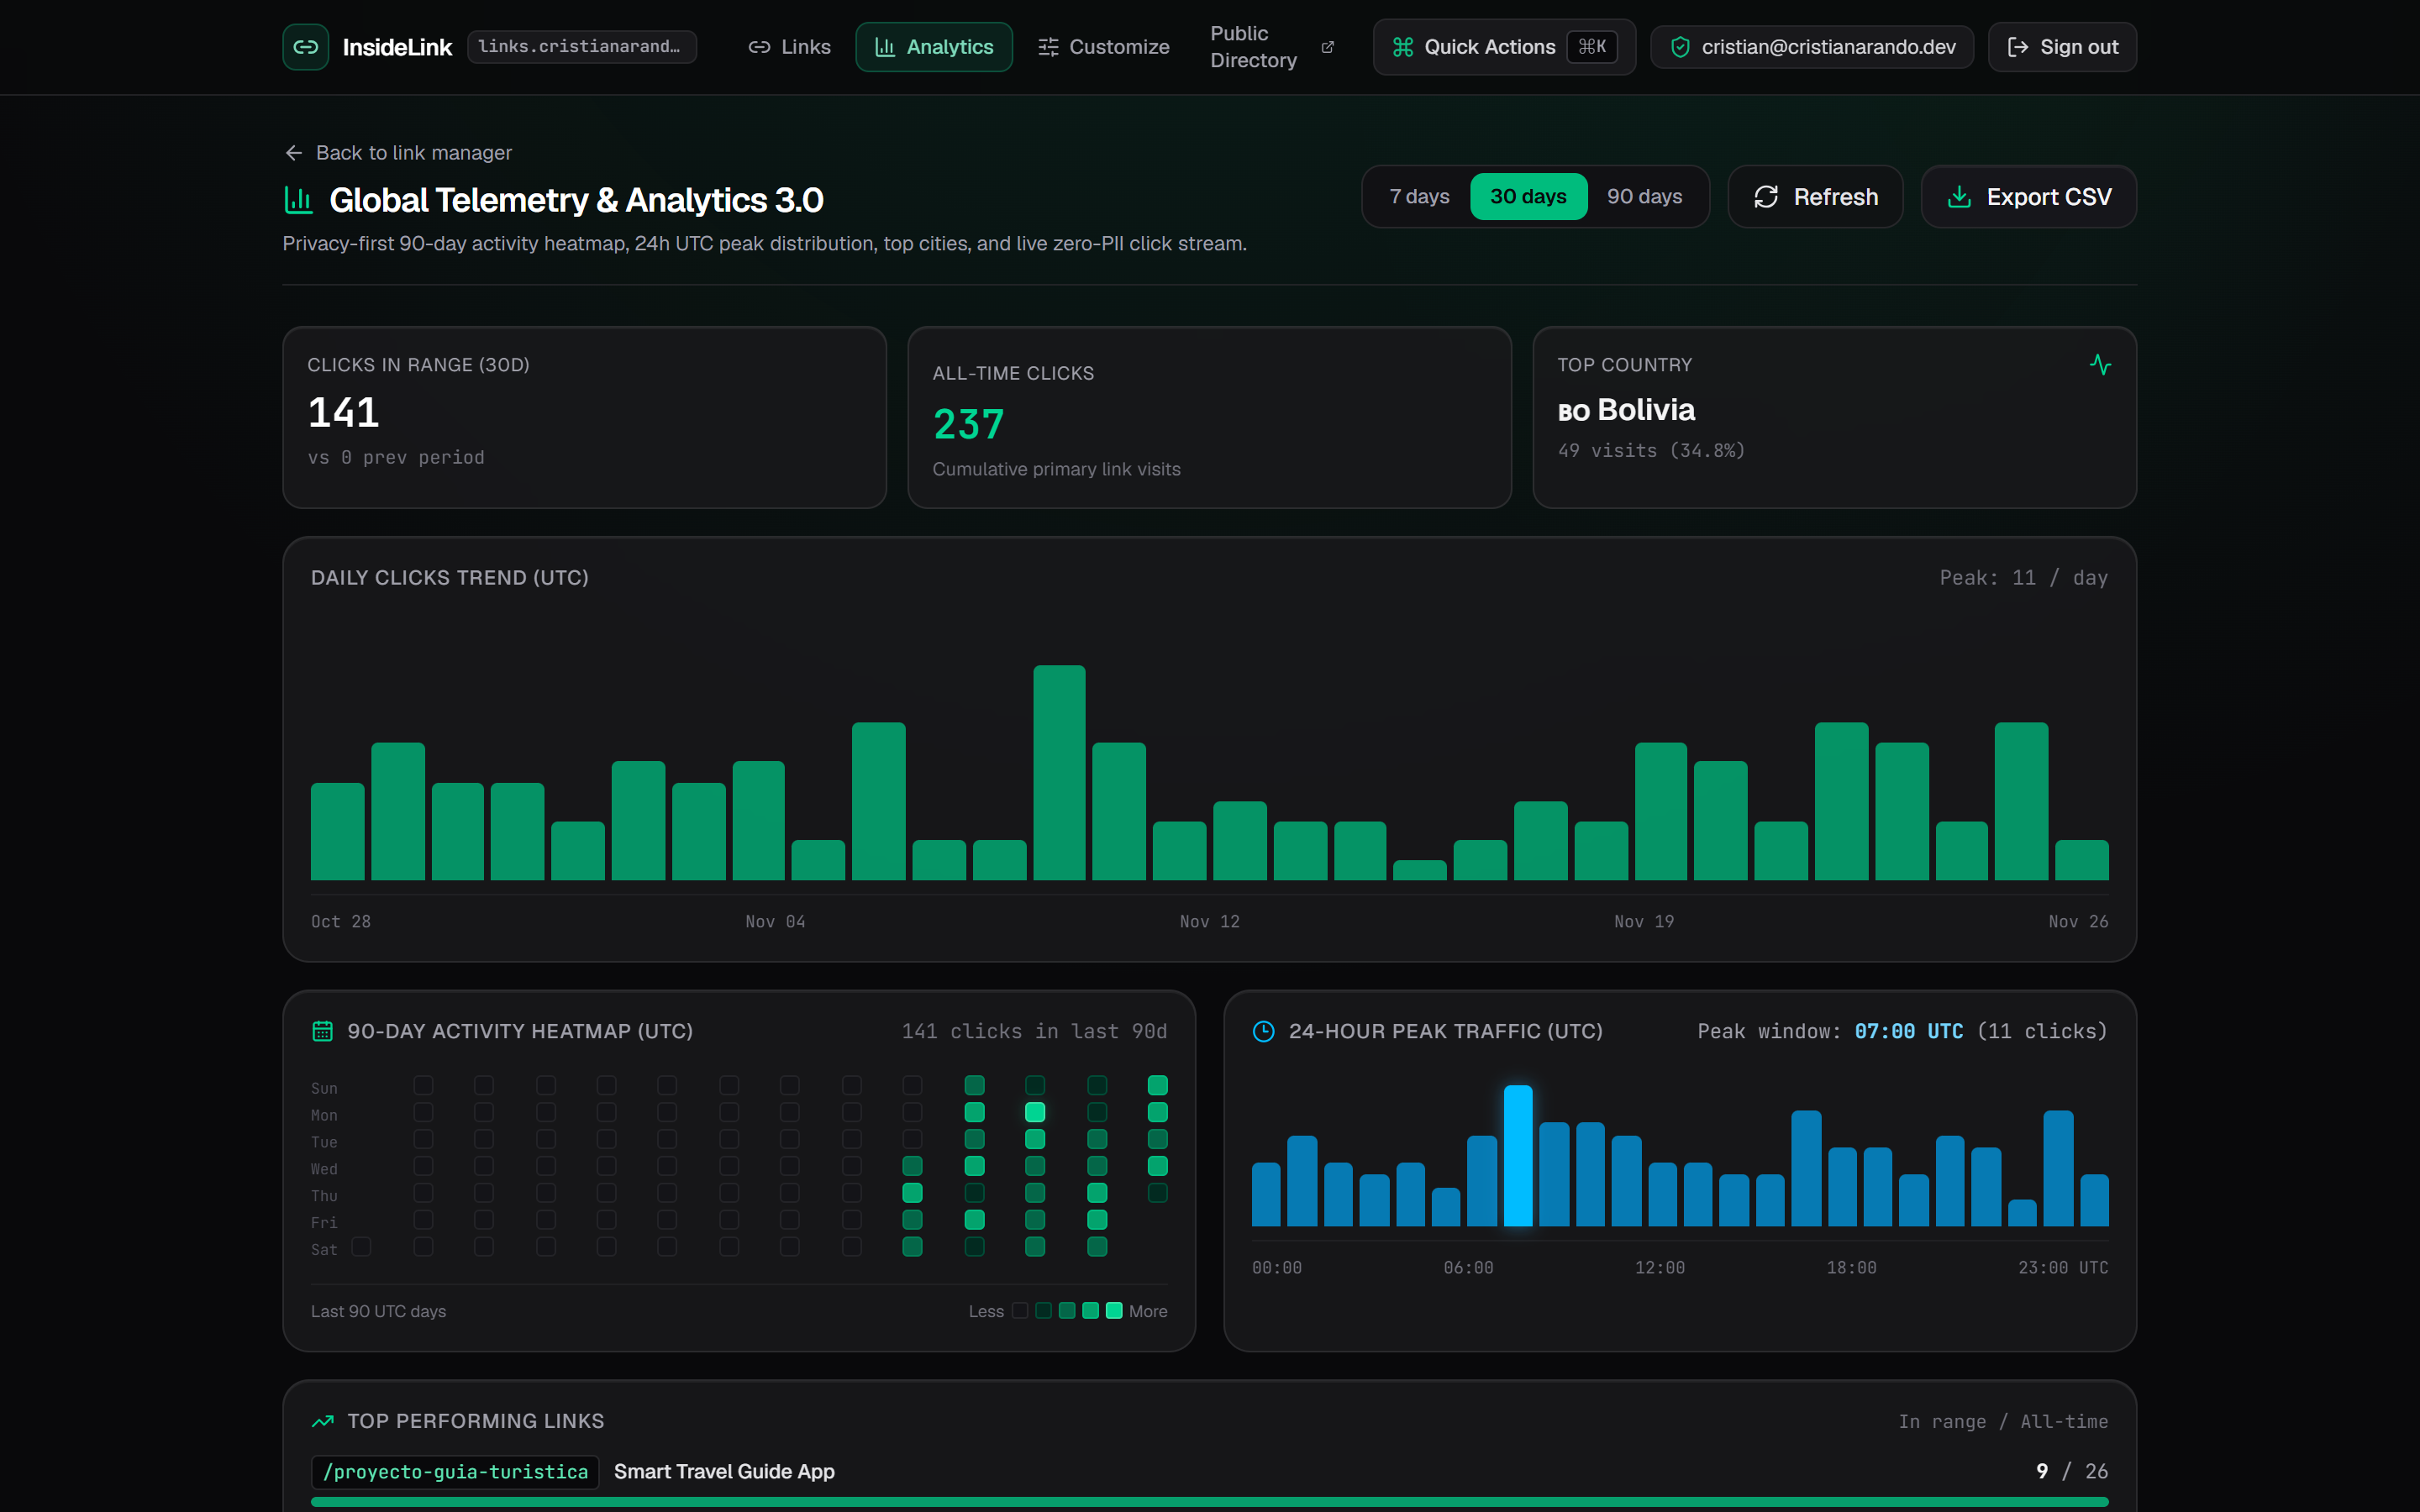 InsideLink
links.cristianarand…
Links
Analytics
Customize
Public
Directory
Quick Actions ⌘K
cristian@cristianarando.dev
Sign out
Back to link manager
Global Telemetry & Analytics 3.0
Privacy-first 90-day activity heatmap, 24h UTC peak distribution, top cities, and live zero-PII click stream.
7 days
30 days
90 days
Refresh
Export CSV
CLICKS IN RANGE (30D)
141
vs 0 prev period
ALL-TIME CLICKS
237
Cumulative primary link visits
TOP COUNTRY
BO Bolivia
49 visits (34.8%)
DAILY CLICKS TREND (UTC)
Peak: 11 / day
Oct 28
Nov 04
Nov 12
Nov 19
Nov 26
90-DAY ACTIVITY HEATMAP (UTC)
141 clicks in last 90d
Sun
Mon
Tue
Wed
Thu
Fri
Sat
Last 90 UTC days
Less
More
24-HOUR PEAK TRAFFIC (UTC)
Peak window: 07:00 UTC (11 clicks)
00:00
06:00
12:00
18:00
23:00 UTC
TOP PERFORMING LINKS
In range / All-time
/proyecto-guia-turistica
Smart Travel Guide App
9 / 26